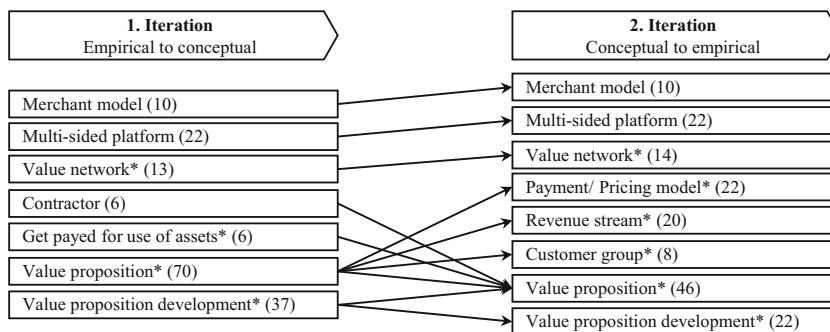 1. Iteration
Empirical to conceptual
2. Iteration
Conceptual to empirical
Merchant model (10)
Multi-sided platform (22)
Value network* (13)
Contractor (6)
Get payed for use of assets* (6)
Value proposition* (70)
Value proposition development* (37)
Merchant model (10)
Multi-sided platform (22)
Value network* (14)
Payment/ Pricing model* (22)
Revenue stream* (20)
Customer group* (8)
Value proposition* (46)
Value proposition development* (22)